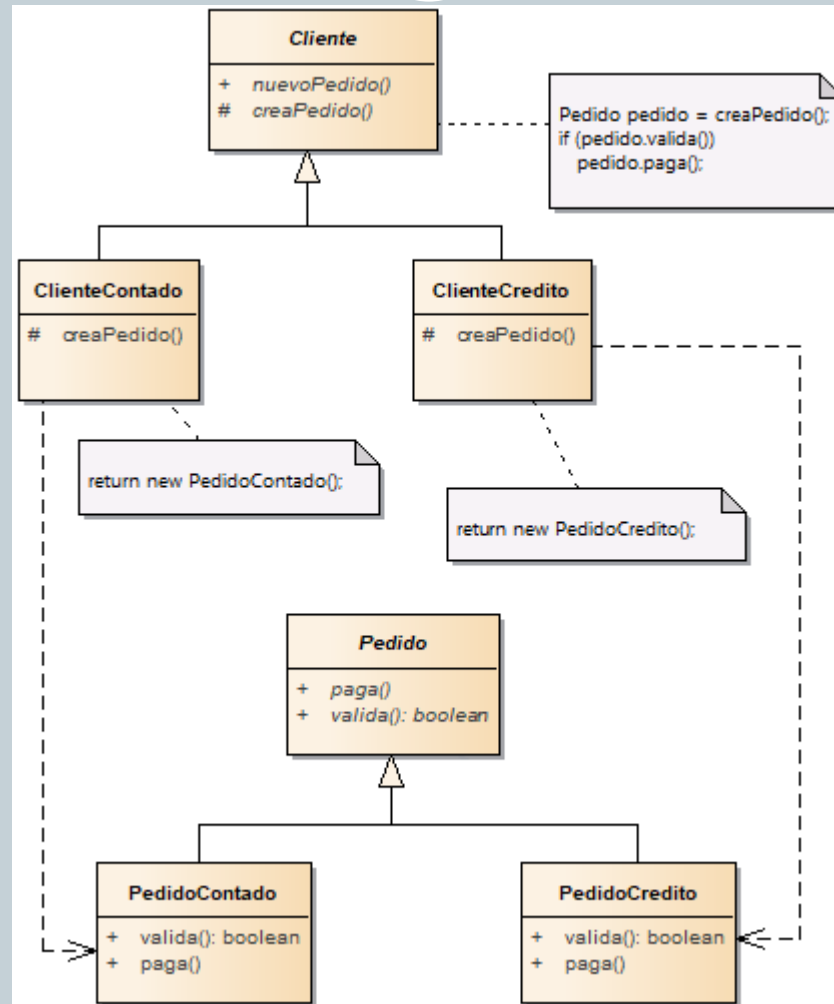 Cliente
+ nuevoPedido()
# creaPedido()
Pedido pedido = creaPedido();
if (pedido.valida())
pedido.paga();
ClienteContado
# creaPedido()
ClienteCredito
# creaPedido()
return new PedidoContado();
return new PedidoCredito();
Pedido
+ paga()
+ valida(): boolean
PedidoContado
+ valida(): boolean
+ paga()
PedidoCredito
+ valida(): boolean
+ paga()